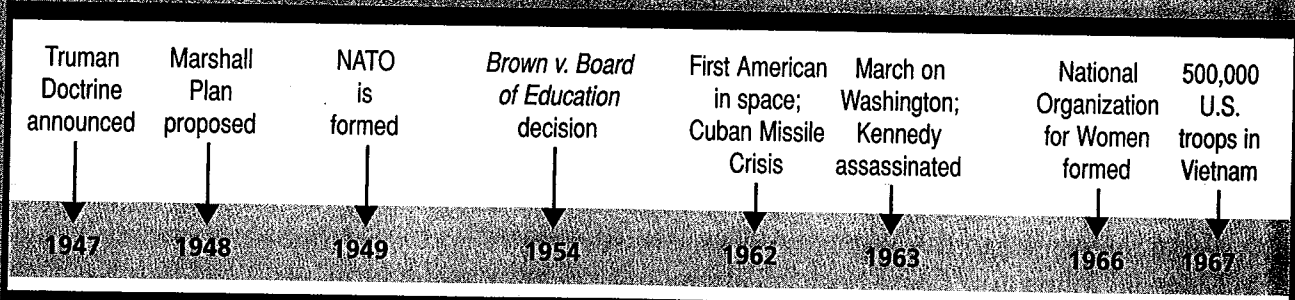 Truman
Doctrine
announced
Marshall
Plan
proposed
NATO
is
formed
Brown v. Board
of Education
decision
First American
in space;
Cuban Missile
Crisis
March on
Washington;
Kennedy
assassinated
National
Organization
for Women
formed
500,000
U.S.
troops in
Vietnam
1947
1948
1949
1954
1962
1963
1966
1967